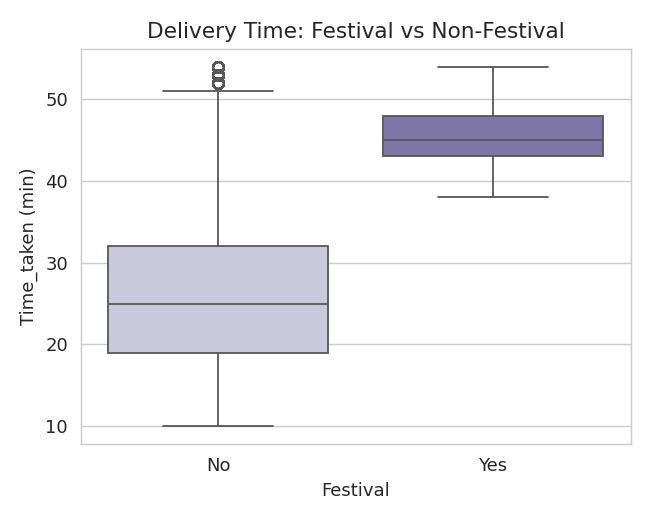 Delivery Time: Festival vs Non-Festival
Time_taken (min)
50
40
30
20
10
No
Yes
Festival